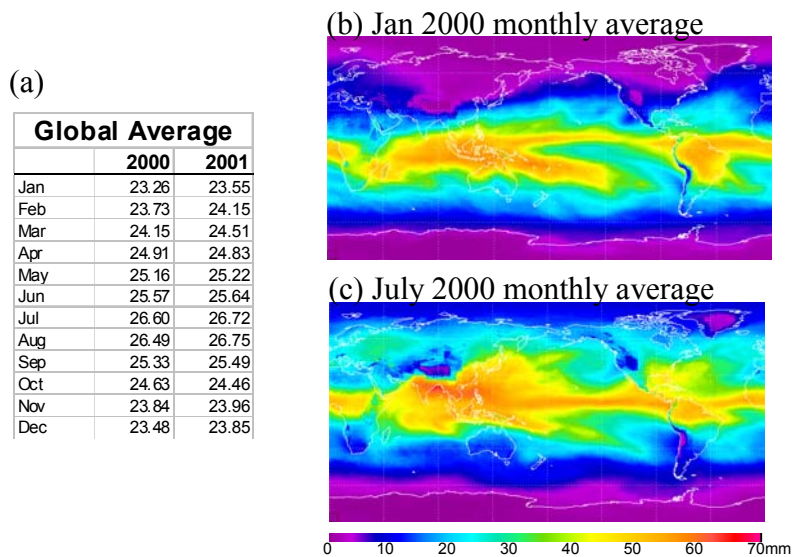 (a)
Global Average
2000 2001
Jan 23.26 23.55
Feb 23.73 24.15
Mar 24.15 24.51
Apr 24.91 24.83
May 25.16 25.22
Jun 25.57 25.64
Jul 26.60 26.72
Aug 26.49 26.75
Sep 25.33 25.49
Oct 24.63 24.46
Nov 23.84 23.96
Dec 23.48 23.85
(b) Jan 2000 monthly average
(c) July 2000 monthly average
0 10 20 30 40 50 60 70mm